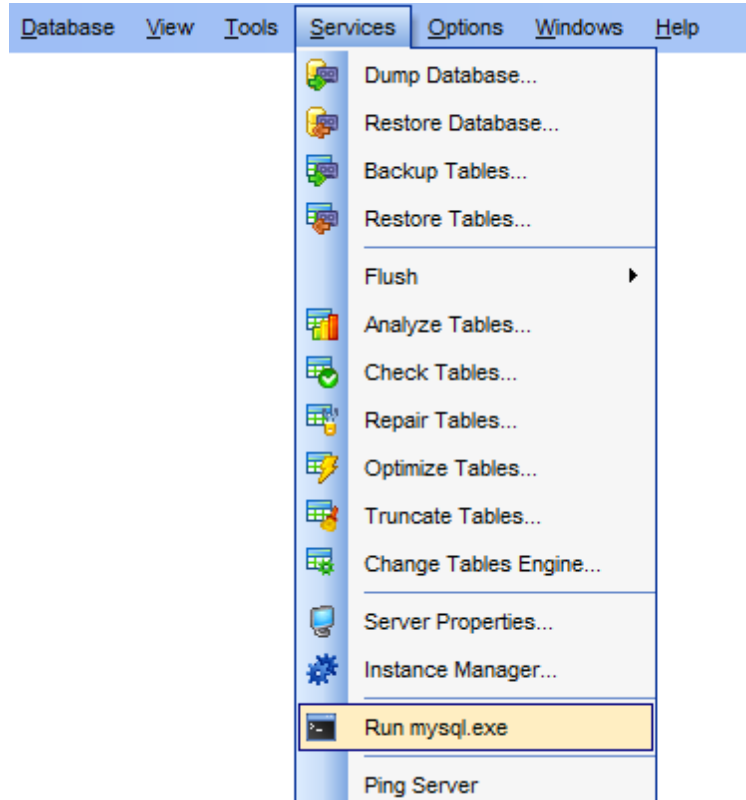 Database View Tools Services Options Windows Help
Dump Database...
Restore Database...
Backup Tables...
Restore Tables...
Flush
Analyze Tables...
Check Tables...
Repair Tables...
Optimize Tables...
Truncate Tables...
Change Tables Engine...
Server Properties...
Instance Manager...
Run mysql.exe
Ping Server